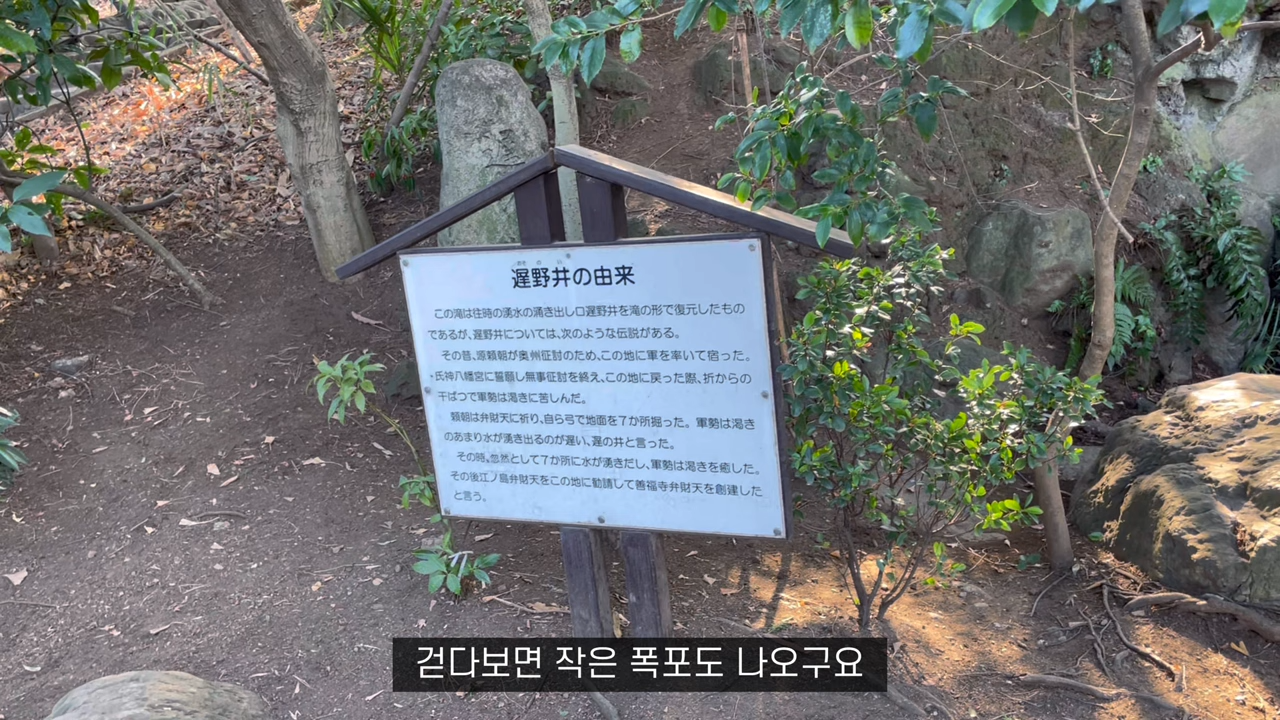 おそのい
遅野井の由来
この滝は往時の湧水の湧き出し口遅野井を滝の形で復元したもの
であるが、遅野井については、次のような伝説がある。
その昔、源頼朝が奥州征討のため、この地に軍を率いて宿った。
氏神八幡宮に誓願し無事征討を終え、この地に戻った際、折からの
干ばつで軍勢は渇きに苦しんだ。
頼朝は弁財天に祈り、自ら弓で地面を7か所掘った。軍勢は渇き
のあまり水が湧き出るのが遅い、遅の井と言った。
その時、忽然として7か所に水が湧きだし、軍勢は渇きを癒した。
その後江ノ島弁財天をこの地に勧請して善福寺弁財天を創建した
と言う。
걷다보면 작은 폭포도 나오구요